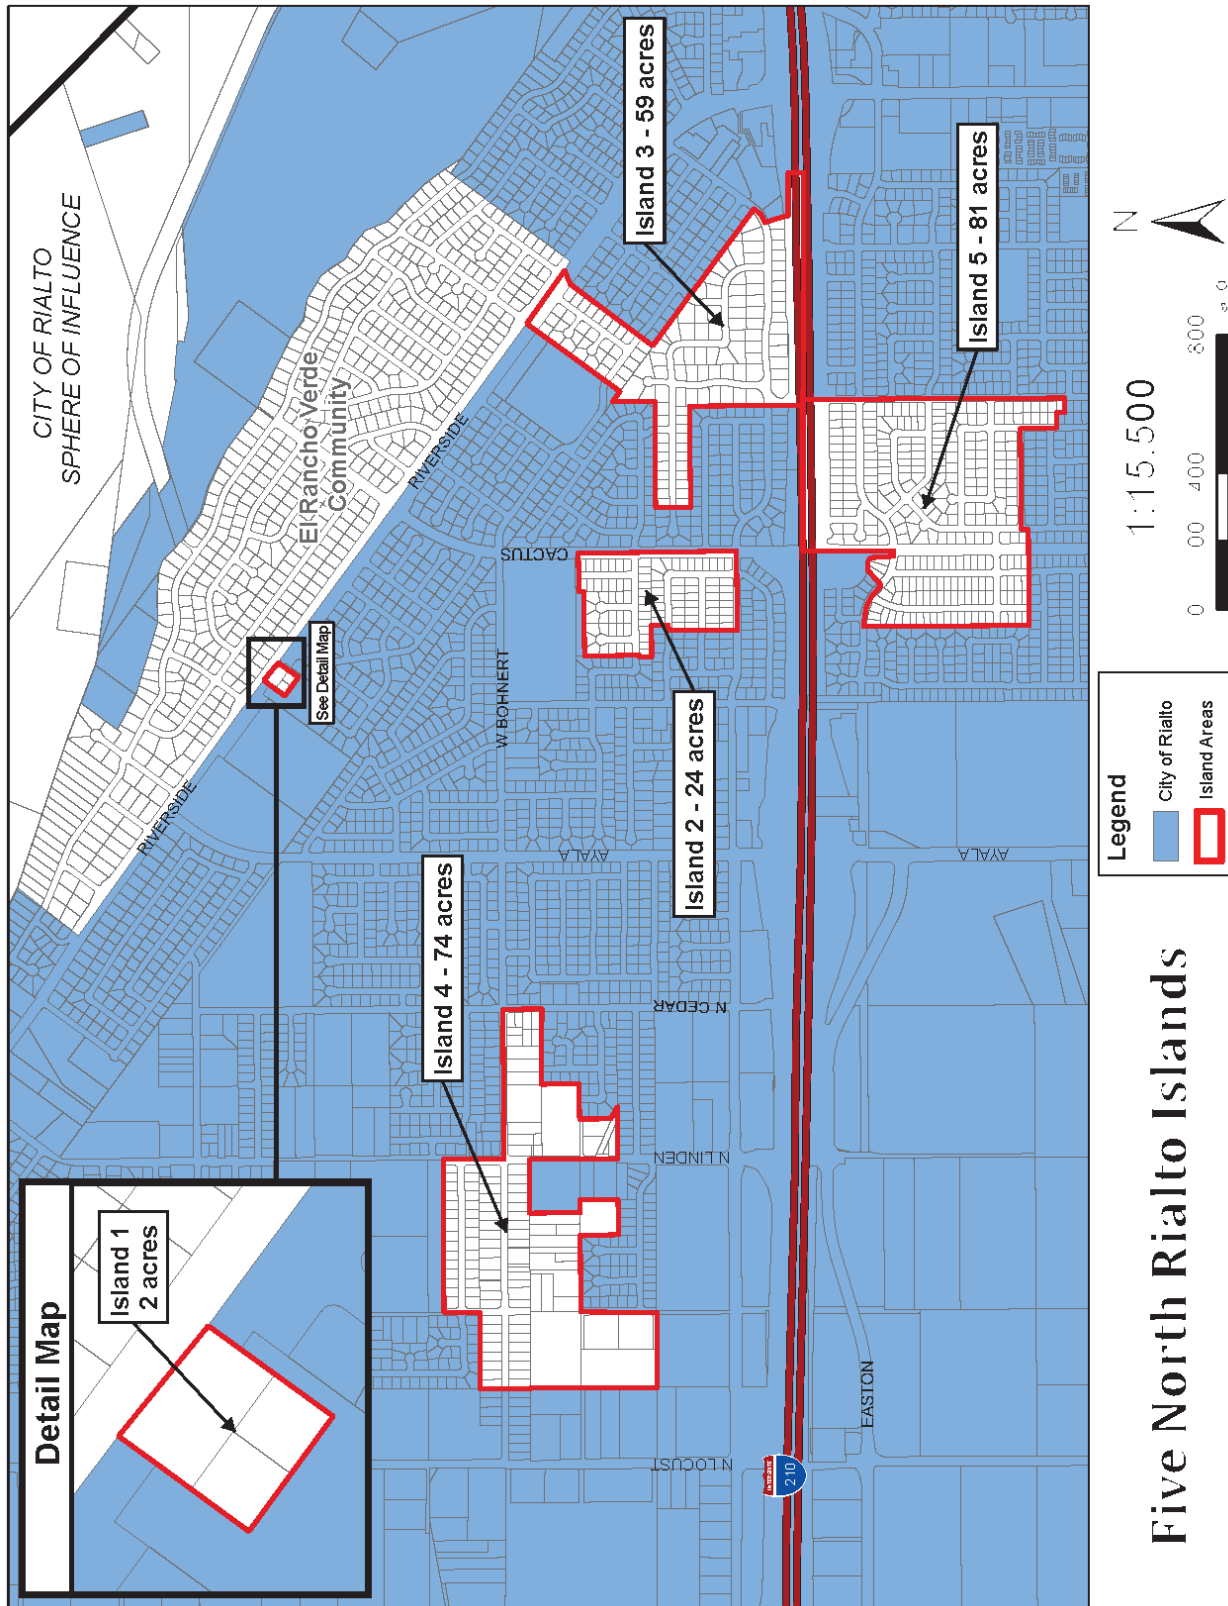 Detail Map
Island 1
2 acres
CITY OF RIALTO
SPHERE OF INFLUENCE
El Rancho Verde
Community
RIVERSIDE
RIVERSIDE
See Detail Map
Island 3 - 59 acres
Island 4 - 74 acres
W BOHNERT
CACTUS
AYALA
Island 2 - 24 acres
N CEDAR
N LINDEN
N LOCUST
210
EASTON
AYALA
Island 5 - 81 acres
Five North Rialto Islands
Legend
City of Rialto
Island Areas
1:15.500
0 00 400 800
N